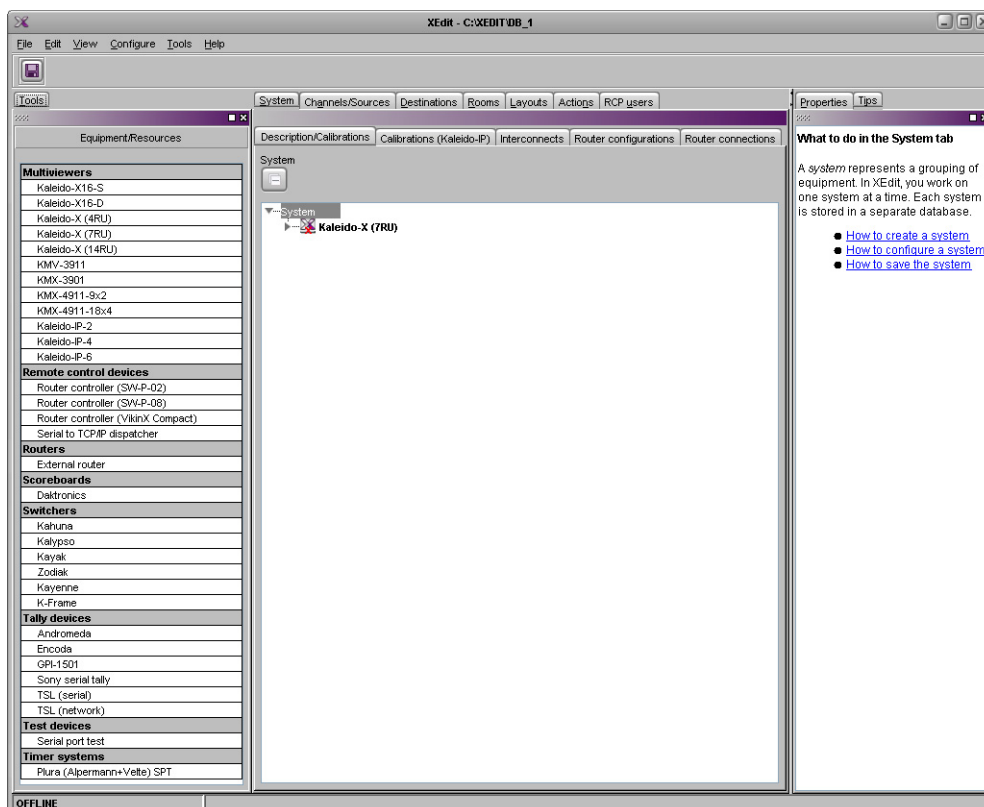 XEdit - C:\XEDIT\DB_1
File Edit View Configure Tools Help
Tools
Equipment/Resources
Multiviewers
Kaleido-X16-S
Kaleido-X16-D
Kaleido-X (4RU)
Kaleido-X (7RU)
Kaleido-X (14RU)
KMV-3911
KMX-3901
KMX-4911-9x2
KMX-4911-18x4
Kaleido-IP-2
Kaleido-IP-4
Kaleido-IP-6
Remote control devices
Router controller (SW-P-02)
Router controller (SW-P-08)
Router controller (VikinX Compact)
Serial to TCP/IP dispatcher
Routers
External router
Scoreboards
Daktronics
Switchers
Kahuna
Kalypso
Kayak
Zodiak
Kayenne
K-Frame
Tally devices
Andromeda
Encoda
GPI-1501
Sony serial tally
TSL (serial)
TSL (network)
Test devices
Serial port test
Timer systems
Plura (Alpermann+Velte) SPT
System Channels/Sources Destinations Rooms Layouts Actions RCP users
Description/Calibrations Calibrations (Kaleido-IP) Interconnects Router configurations Router connections
System
System
Kaleido-X (7RU)
Properties Tips
What to do in the System tab
A system represents a grouping of
equipment. In XEdit, you work on
one system at a time. Each system
is stored in a separate database.
How to create a system
How to configure a system
How to save the system
OFFLINE